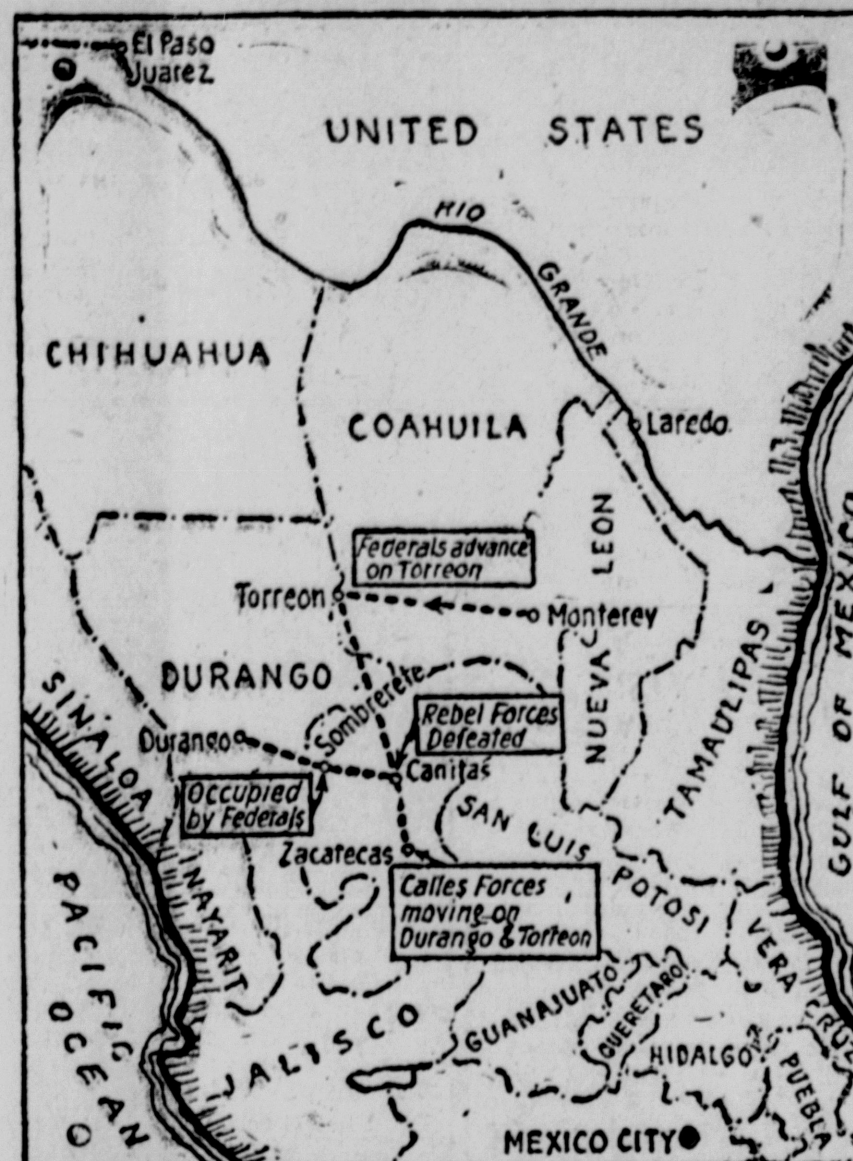 El Paso
Juarez
UNITED STATES
RIO GRANDE
CHIHUAHUA
COAHUILA
Laredo
NUEVA LEON
Federals advance
on Torreon
Torreon
Monterey
GULF OF MEXICO
TAMAULIPAS
DURANGO
SINALOA
Sombrerete
Rebel Forces
Defeated
Durango
Canitas
Occupied
by Federals
SAN LUIS POTOSI
Zacatecas
Calles Forces
moving on
Durango & Torreon
PACIFIC
OCEAN
NAYARIT
VERA CRUZ
JALISCO
GUANAJUATO
QUERETARO
HIDALGO
PUEBLA
MEXICO CITY